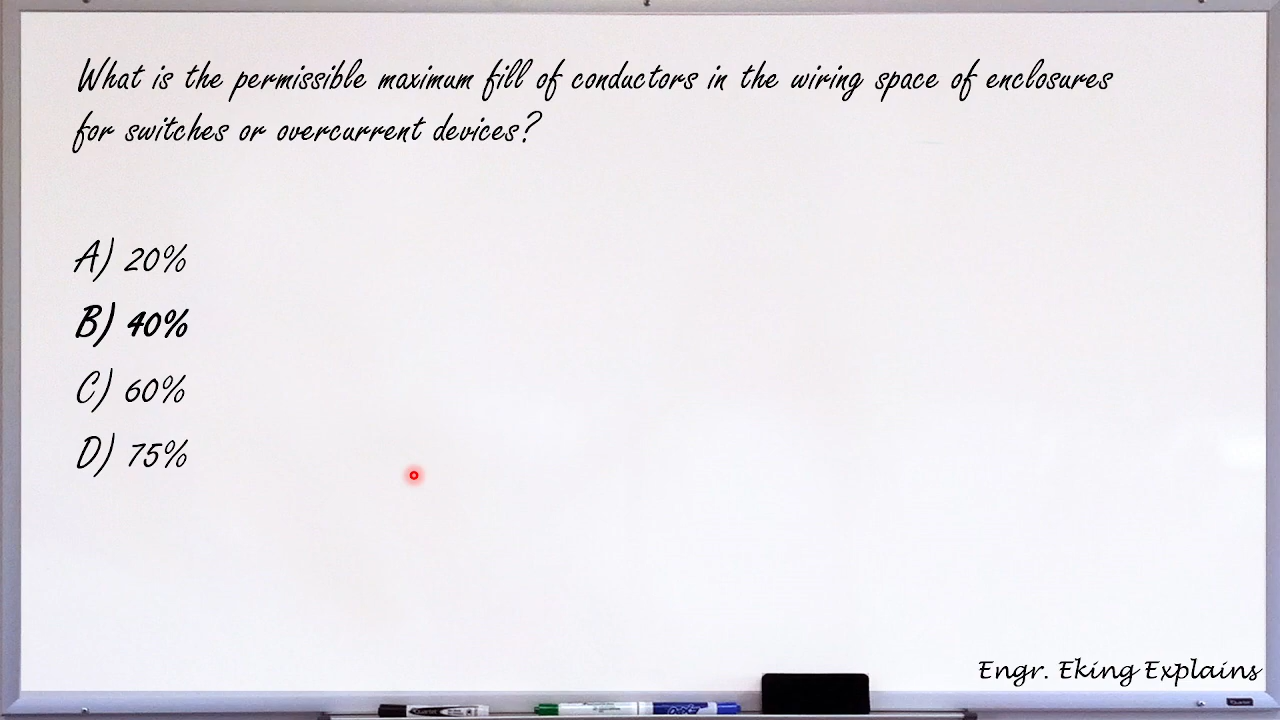 What is the permissible maximum fill of conductors in the wiring space of enclosures
for switches or overcurrent devices?
A) 20%
B) 40%
C) 60%
D) 75%
Engr. Eking Explains